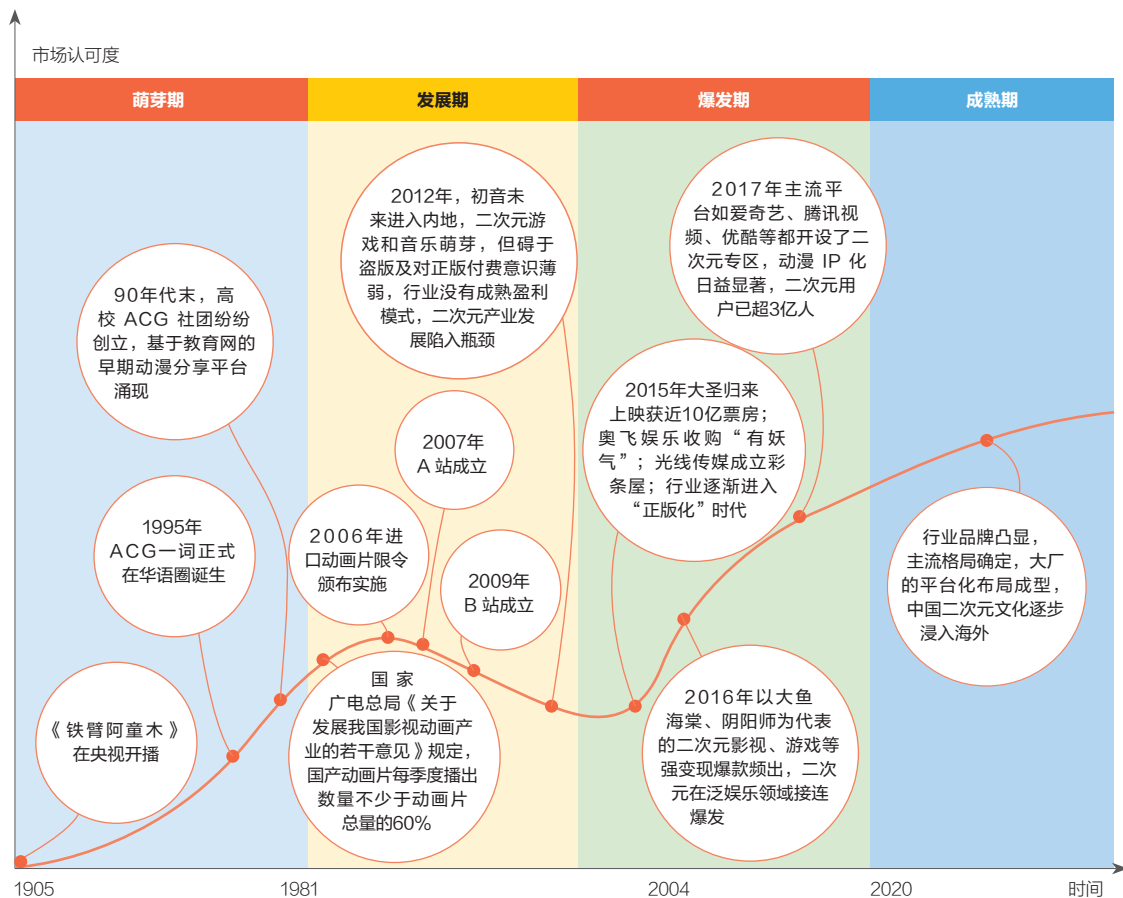 市场认可度
萌芽期
发展期
爆发期
成熟期
《铁臂阿童木》
在央视开播
1995年
ACG一词正式
在华语圈诞生
90年代末，高
校 ACG 社团纷纷
创立，基于教育网的
早期动漫分享平台
涌现
国 家
广电总局《关于
发展我国影视动画产
业的若干意见》规定，
国产动画片每季度播出
数量不少于动画片
总量的60%
2006年进
口动画片限令
颁布实施
2007年
A 站成立
2009年
B 站成立
2012年，初音未
来进入内地，二次元游
戏和音乐萌芽，但碍于
盗版及对正版付费意识薄
弱，行业没有成熟盈利
模式，二次元产业发
展陷入瓶颈
2015年大圣归来
上映获近10亿票房；
奥飞娱乐收购“有妖
气”；光线传媒成立彩
条屋；行业逐渐进入
“正版化”时代
2016年以大鱼
海棠、阴阳师为代表
的二次元影视、游戏等
强变现爆款频出，二次
元在泛娱乐领域接连
爆发
2017年主流平
台如爱奇艺、腾讯视
频、优酷等都开设了二
次元专区，动漫 IP 化
日益显著，二次元用
户已超3亿人
行业品牌凸显，
主流格局确定，大厂
的平台化布局成型，
中国二次元文化逐步
浸入海外
1905
1981
2004
2020
时间